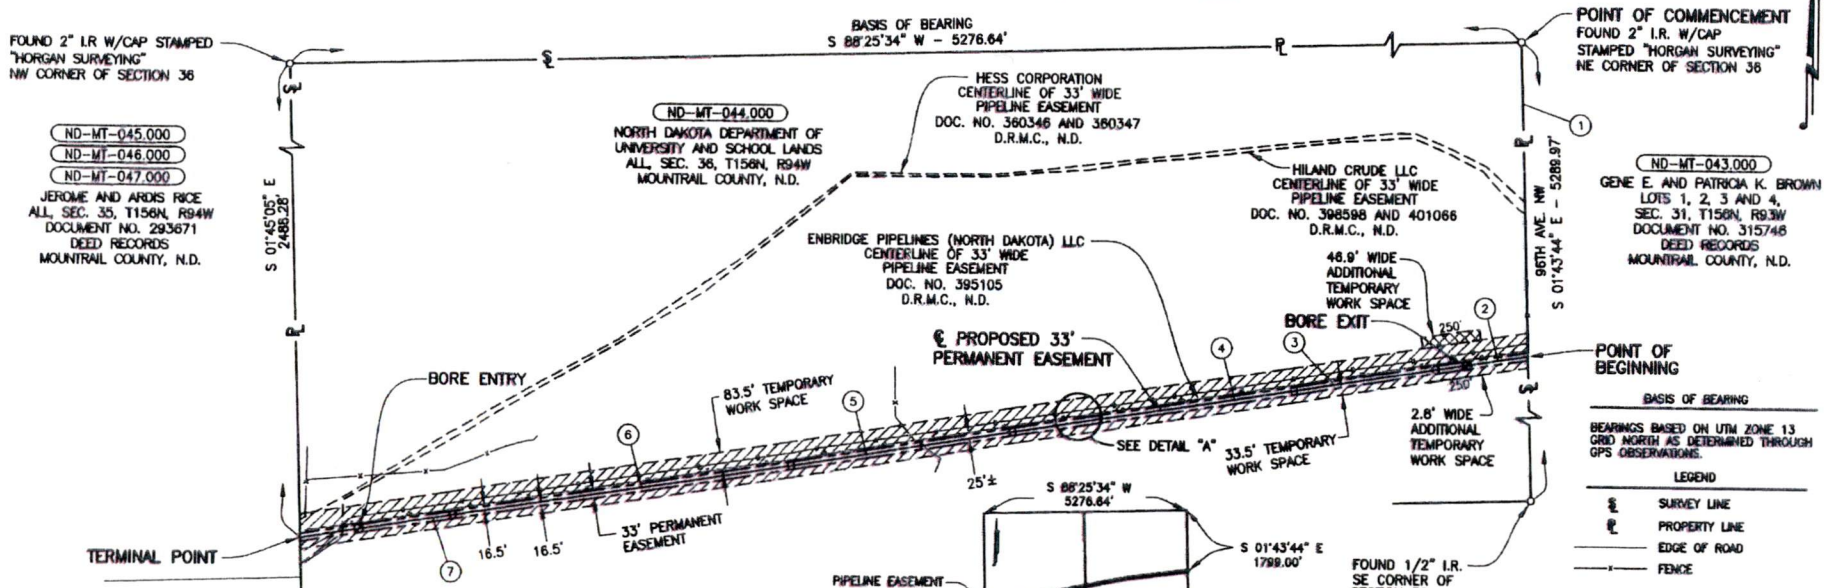 BASIS OF BEARING
S 88°25'34" W - 5276.64'
FOUND 2" I.R W/CAP STAMPED
"HORGAN SURVEYING"
NW CORNER OF SECTION 36
POINT OF COMMENCEMENT
FOUND 2" I.R. W/CAP
STAMPED "HORGAN SURVEYING"
NE CORNER OF SECTION 36
ND-MT-045.000
ND-MT-046.000
ND-MT-047.000
JEROME AND ARDIS RICE
ALL, SEC. 35, T156N, R94W
DOCUMENT NO. 293671
DEED RECORDS
MOUNTRAIL COUNTY, N.D.
S 01°45'05" E
2488.28'
ND-MT-044.000
NORTH DAKOTA DEPARTMENT OF
UNIVERSITY AND SCHOOL LANDS
ALL, SEC. 36, T156N, R94W
MOUNTRAIL COUNTY, N.D.
HESS CORPORATION
CENTERLINE OF 33' WIDE
PIPELINE EASEMENT
DOC. NO. 360346 AND 360347
D.R.M.C., N.D.
HILAND CRUDE LLC
CENTERLINE OF 33' WIDE
PIPELINE EASEMENT
DOC. NO. 398598 AND 401066
D.R.M.C., N.D.
1
96TH AVE. NW
S 01°43'44" E - 5289.97'
ND-MT-043.000
GENE E. AND PATRICIA K. BROWN
LOTS 1, 2, 3 AND 4,
SEC. 31, T156N, R93W
DOCUMENT NO. 315746
DEED RECORDS
MOUNTRAIL COUNTY, N.D.
ENBRIDGE PIPELINES (NORTH DAKOTA) LLC
CENTERLINE OF 33' WIDE
PIPELINE EASEMENT
DOC. NO. 395105
D.R.M.C., N.D.
46.9' WIDE
ADDITIONAL
TEMPORARY
WORK SPACE
BORE EXIT
250'
2
℄ PROPOSED 33'
PERMANENT EASEMENT
4
3
POINT OF
BEGINNING
250'
BORE ENTRY
83.5' TEMPORARY
WORK SPACE
5
6
SEE DETAIL "A"
33.5' TEMPORARY
WORK SPACE
2.8' WIDE
ADDITIONAL
TEMPORARY
WORK SPACE
BASIS OF BEARING
BEARINGS BASED ON UTM ZONE 13
GRID NORTH AS DETERMINED THROUGH
GPS OBSERVATIONS.
LEGEND
SURVEY LINE
PROPERTY LINE
EDGE OF ROAD
FENCE
25'±
33' PERMANENT
EASEMENT
16.5'
16.5'
7
TERMINAL POINT
S 88°25'34" W
5276.64'
S 01°43'44" E
1799.00'
PIPELINE EASEMENT
FOUND 1/2" I.R.
SE CORNER OF